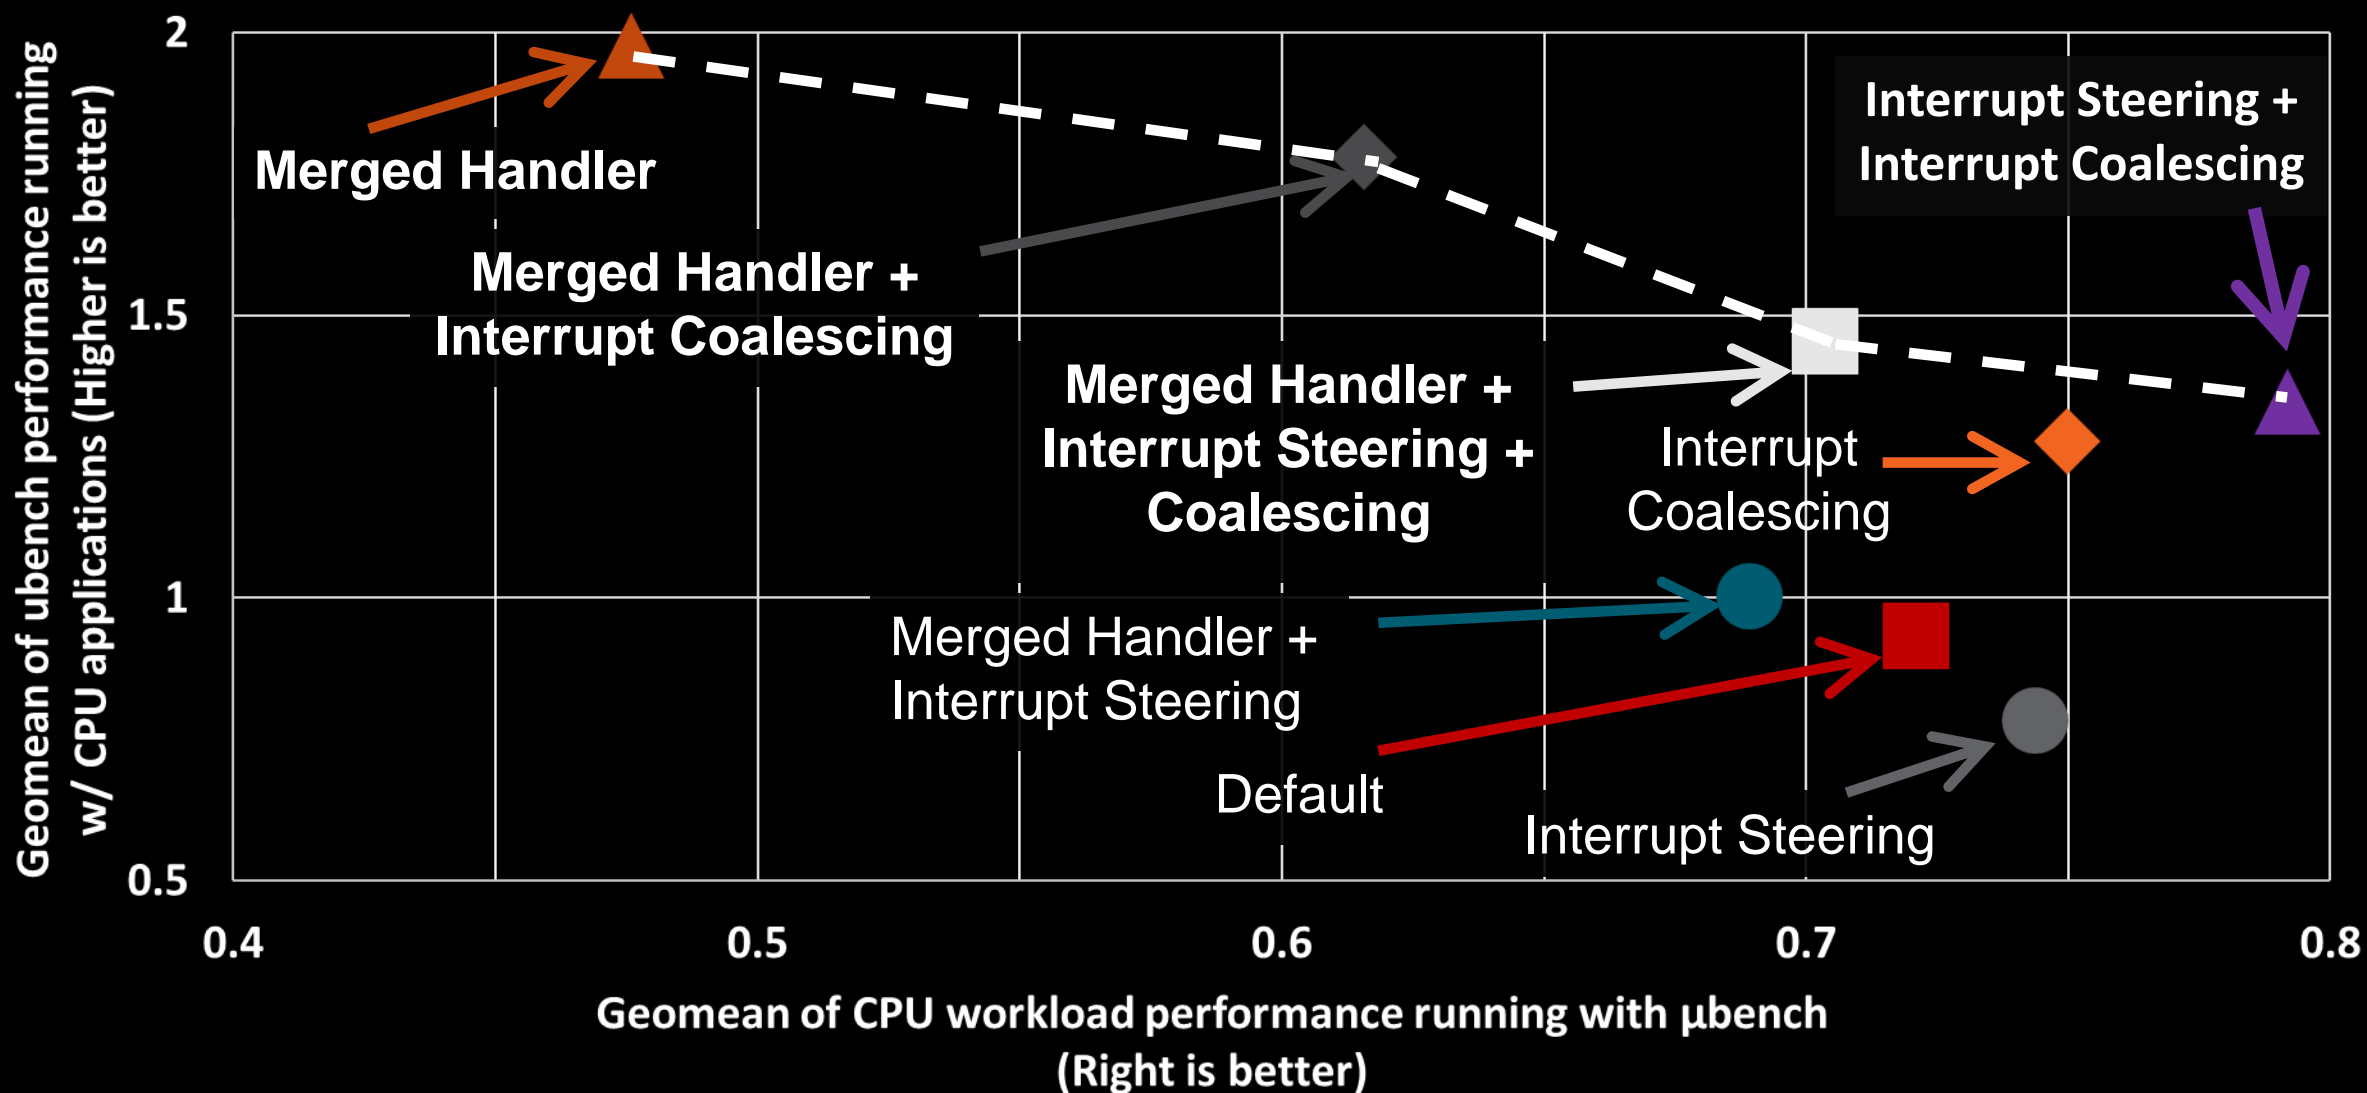 Geomean of ubench performance running
w/ CPU applications (Higher is better)
2
1.5
1
0.5
Merged Handler
Merged Handler +
Interrupt Coalescing
Interrupt Steering +
Interrupt Coalescing
Merged Handler +
Interrupt Steering +
Coalescing
Interrupt
Coalescing
Merged Handler +
Interrupt Steering
Default
Interrupt Steering
0.4
0.5
0.6
0.7
0.8
Geomean of CPU workload performance running with µbench
(Right is better)